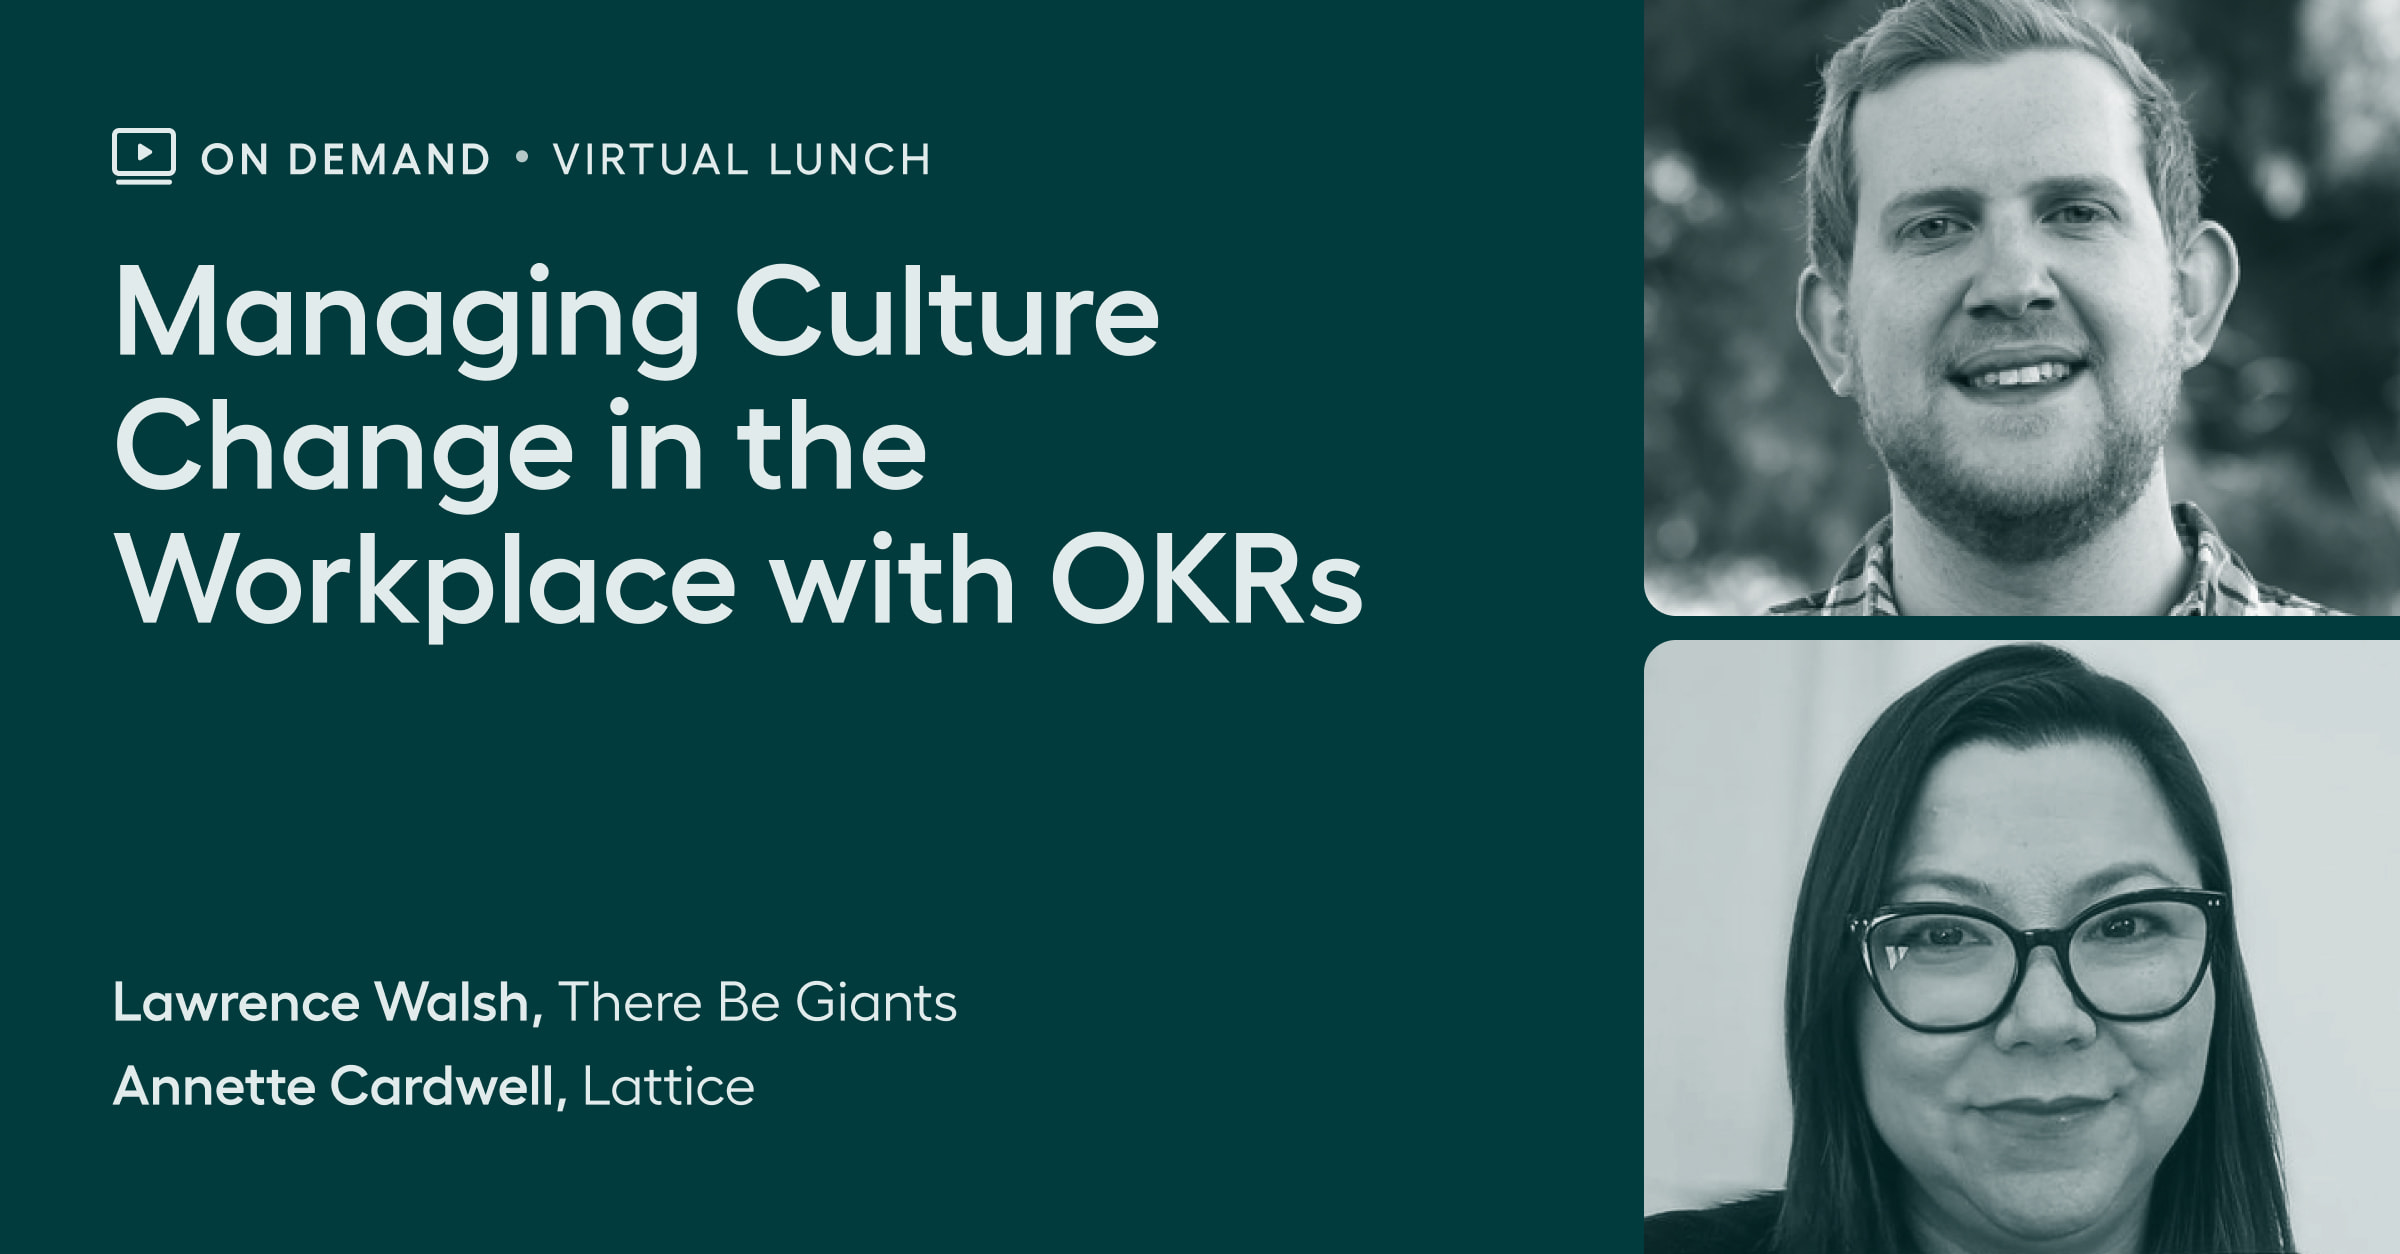 ON DEMAND • VIRTUAL LUNCH
Managing Culture
Change in the
Workplace with OKRs
Lawrence Walsh, There Be Giants
Annette Cardwell, Lattice